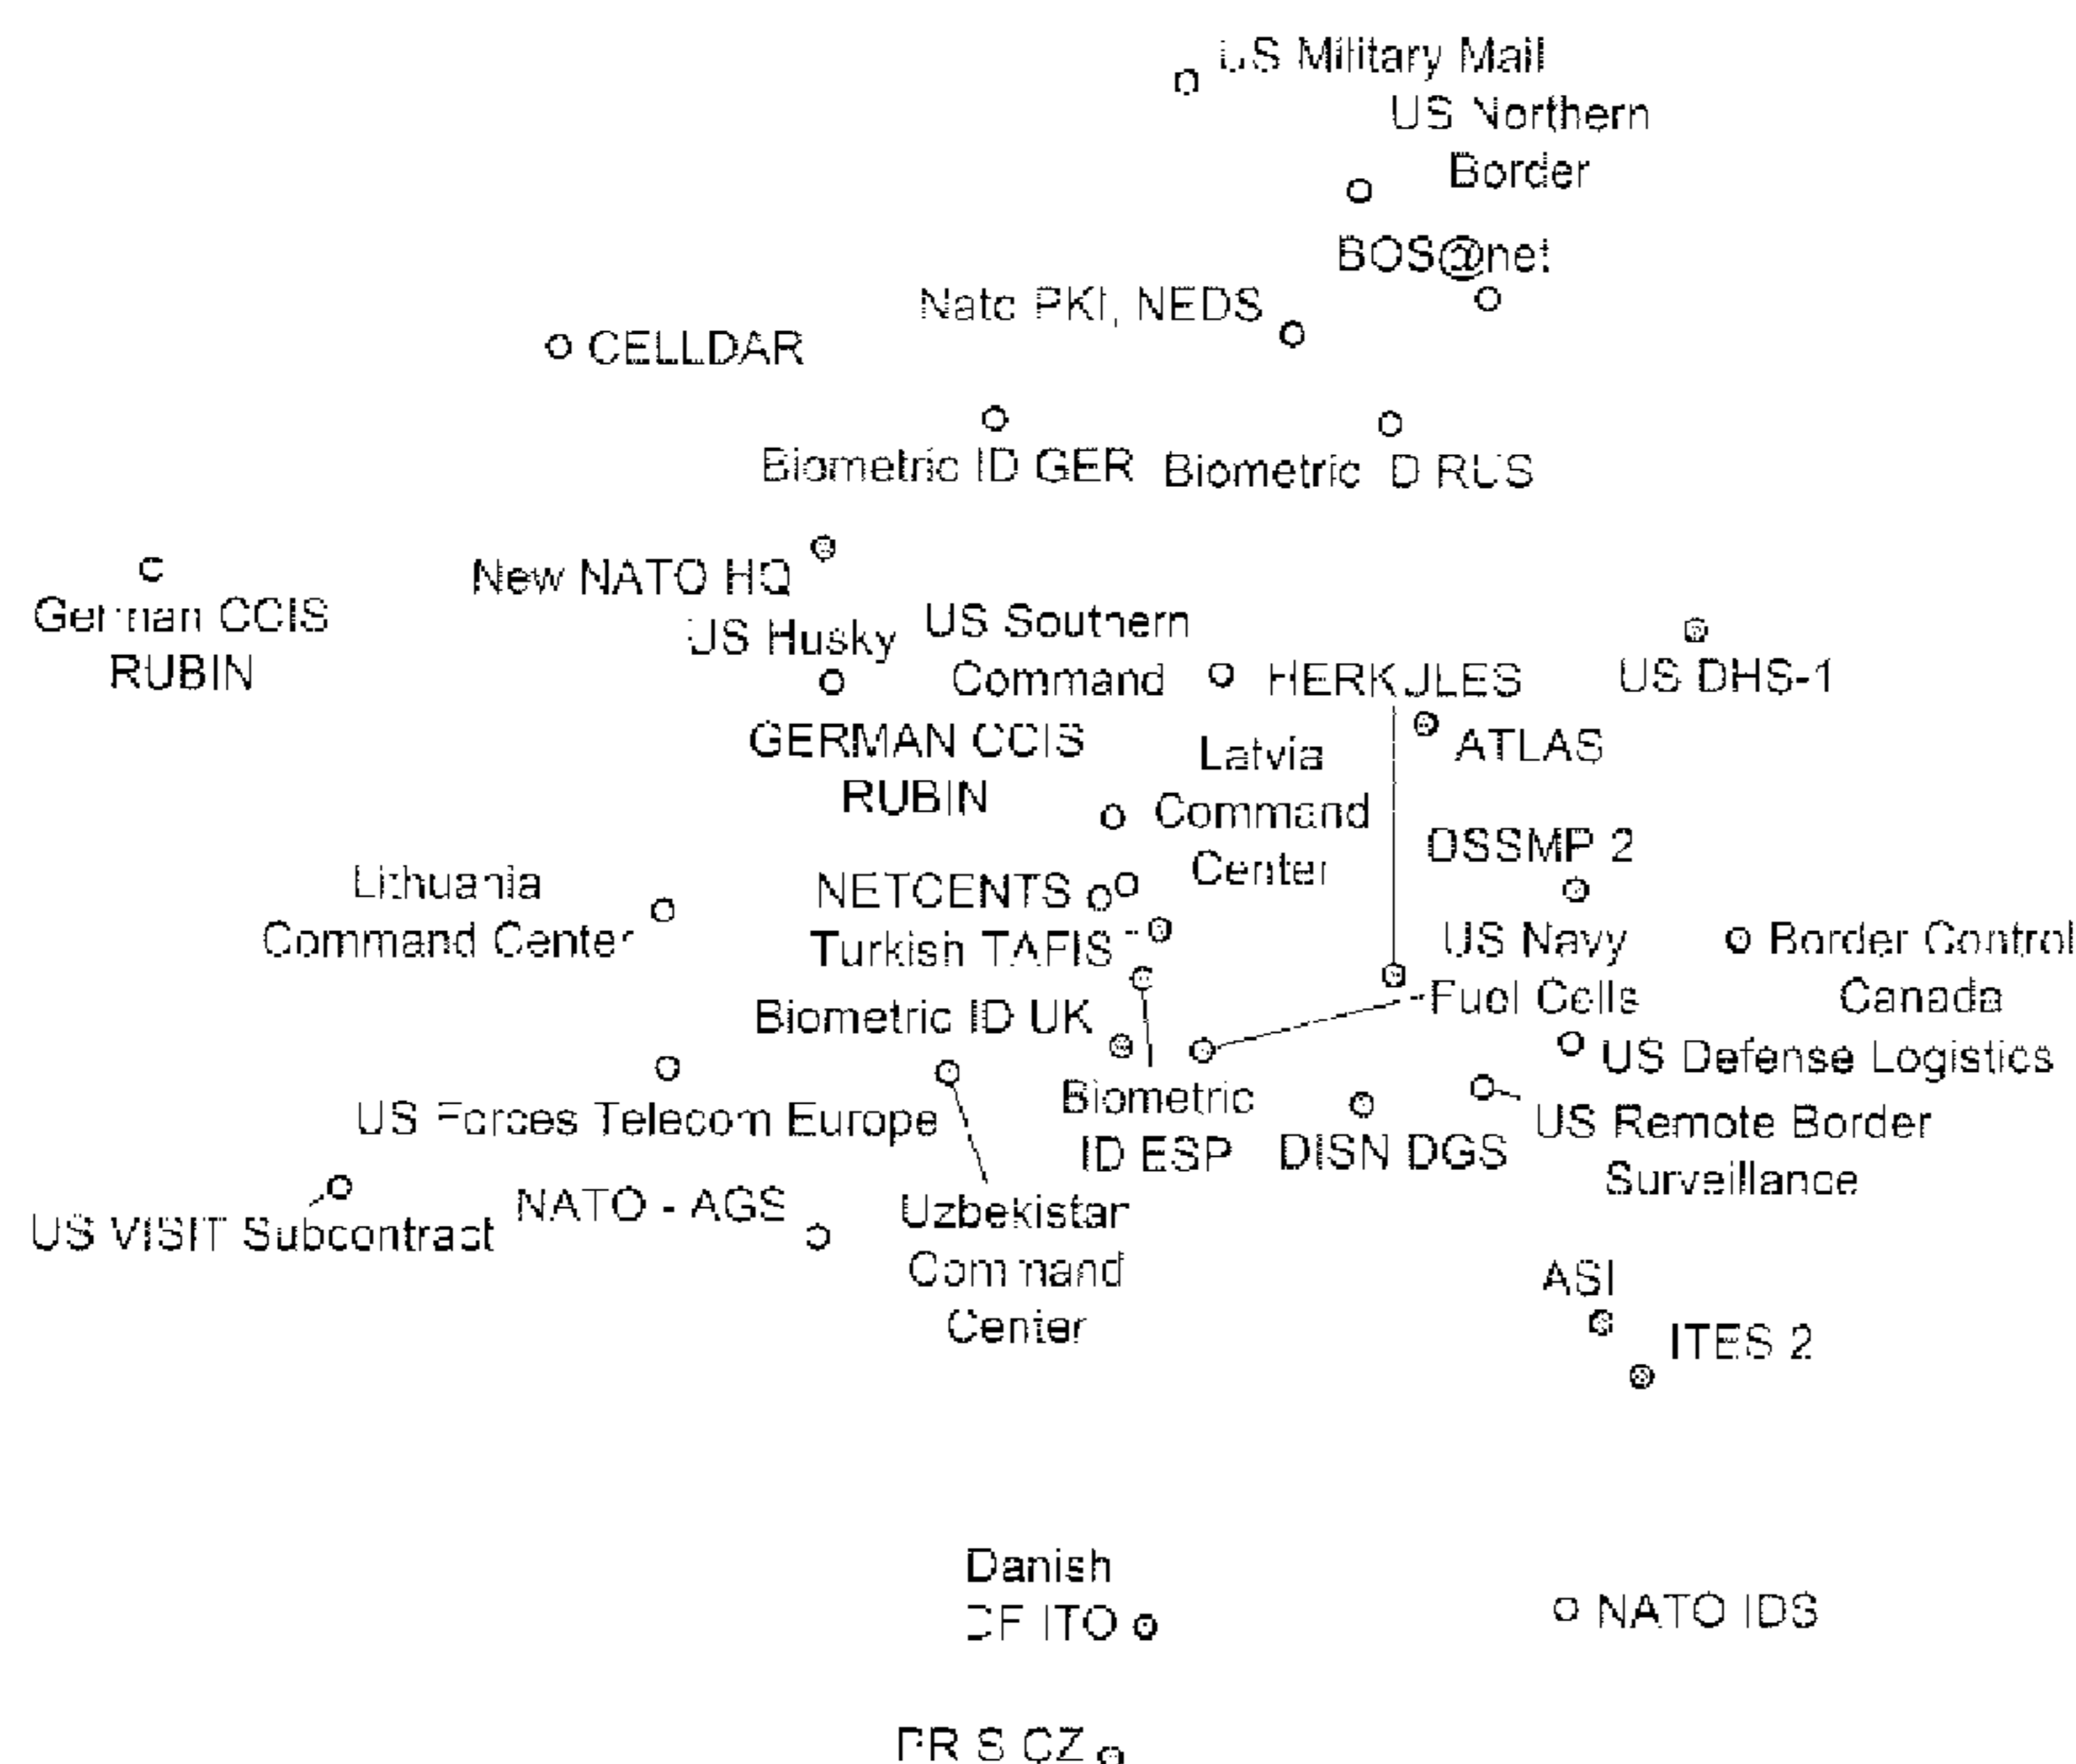 US Military Mail
US Northern
Border
BOS@net
Nato PKI, NEDS
CELLDAR
Biometric ID GER
Biometric ID RUS
New NATO HQ
German CCIS
RUBIN
US Husky
US Southern
Command
HERKULES
US DHS-1
ATLAS
GERMAN CCIS
RUBIN
Latvia
Command
Center
OSSMP 2
Lithuania
Command Center
NETCENTS
Turkish TAFIS
US Navy
Fuel Cells
Border Control
Canada
Biometric ID UK
US Defense Logistics
US Forces Telecom Europe
Biometric
ID ESP
DISN DGS
US Remote Border
Surveillance
US VISIT Subcontract
NATO - AGS
Uzbekistan
Command
Center
ASI
ITES 2
Danish
DF ITO
NATO IDS
CZ